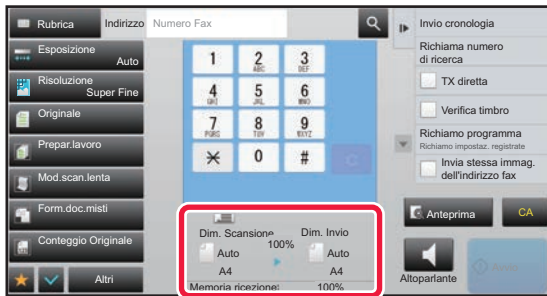 Rubrica
Indirizzo
Numero Fax
Esposizione
Auto
Risoluzione
Super Fine
Originale
Prepar.lavoro
Mod.scan.lenta
Form.doc.misti
Conteggio Originale
Altri
1
2
ABC
3
DEF
4
GHI
5
JKL
6
MNO
7
PQRS
8
TUV
9
WXYZ
0
#
C
Dim. Scansione
Dim. Invio
100%
Auto
Auto
A4
A4
Memoria ricezione:
100%
Invio cronologia
Richiama numero
di ricerca
TX diretta
Verifica timbro
Richiamo programma
Richiamo impostaz. registrate
Invia stessa immag.
dell'indirizzo fax
Anteprima
CA
Altoparlante
Avvio